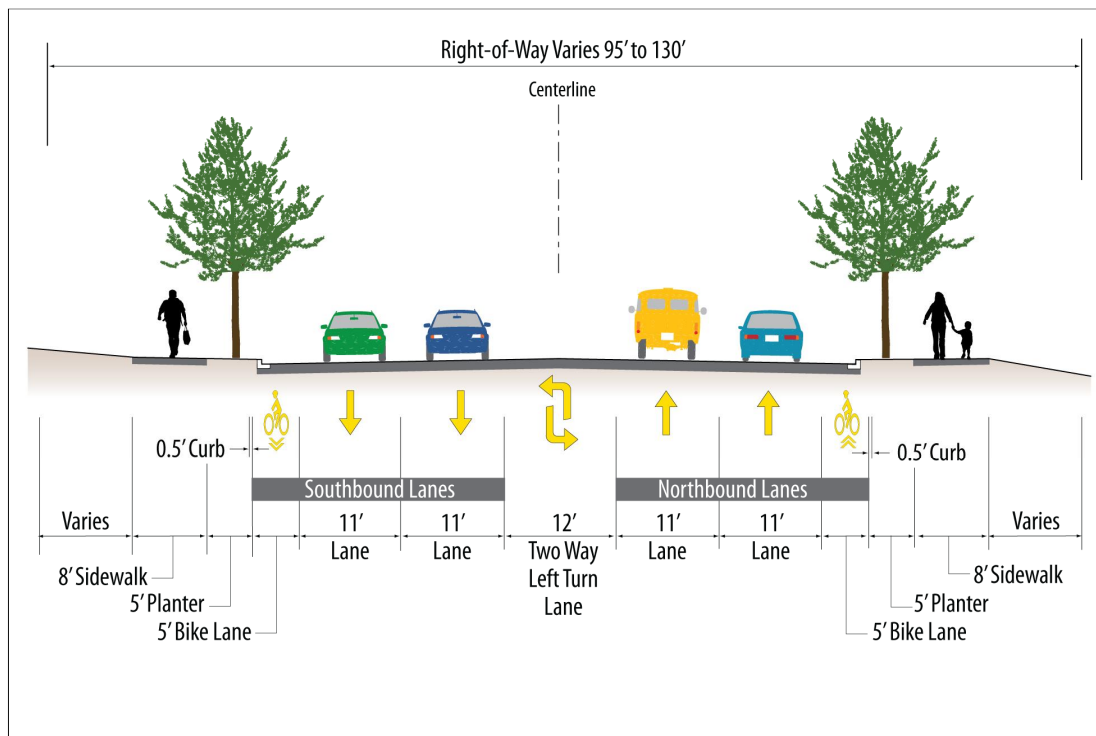 Right-of-Way Varies 95’ to 130’
Centerline
0.5’ Curb
0.5’ Curb
Southbound Lanes
Northbound Lanes
Varies
11’
Lane
11’
Lane
12’
Two Way
Left Turn
Lane
11’
Lane
11’
Lane
Varies
8’ Sidewalk
5’ Planter
5’ Bike Lane
8’ Sidewalk
5’ Planter
5’ Bike Lane